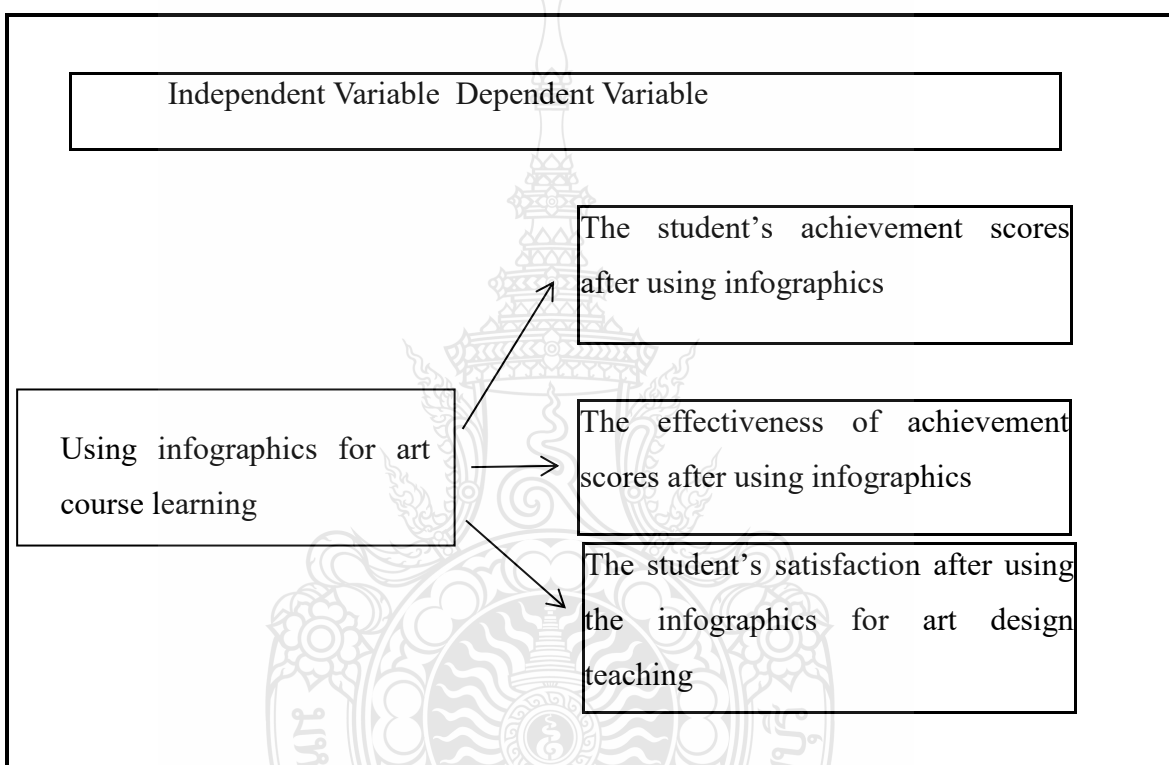 Independent Variable Dependent Variable
The student’s achievement scores
after using infographics
Using infographics for art
course learning
The effectiveness of achievement
scores after using infographics
The student’s satisfaction after using
the infographics for art design
teaching